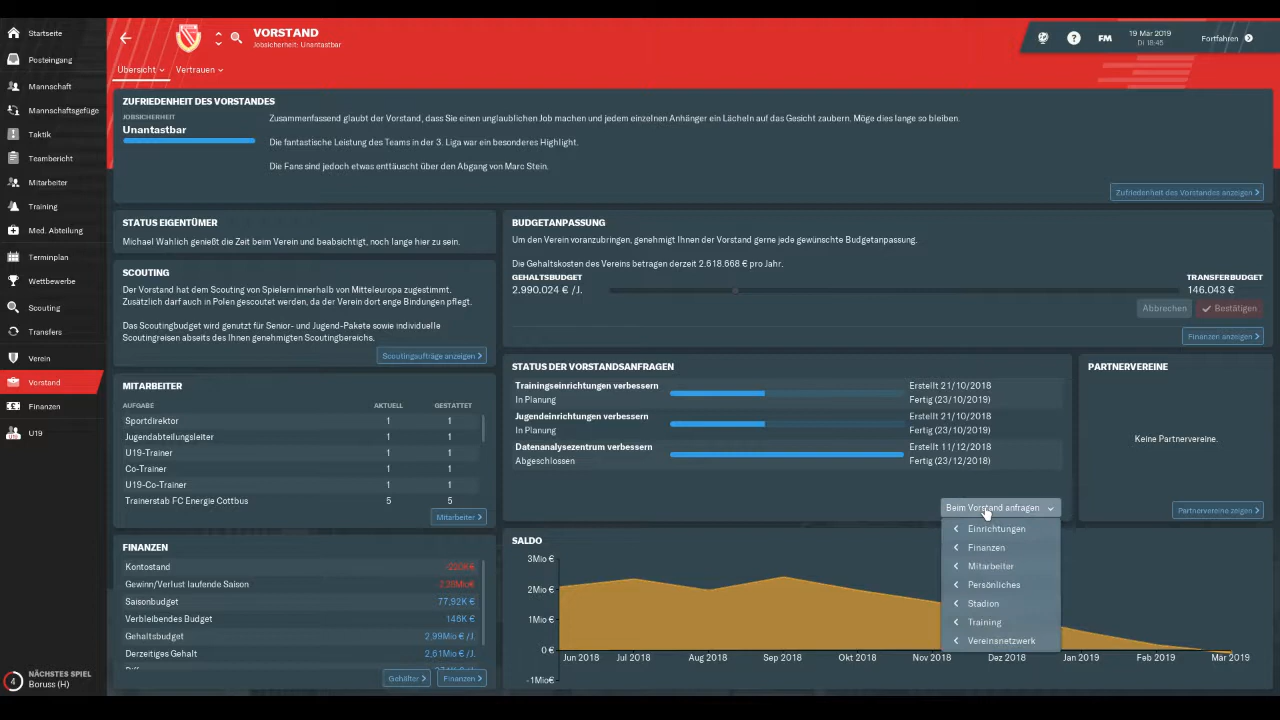 Startseite
Posteingang
Mannschaft
Mannschaftsgefüge
Taktik
Teambericht
Mitarbeiter
Training
Med. Abteilung
Terminplan
Wettbewerbe
Scouting
Transfers
Verein
Vorstand
Finanzen
U19
4
NÄCHSTES SPIEL
Boruss (H)
VORSTAND
Jobsicherheit: Unantastbar
Übersicht
Vertrauen
?
FM
19 Mar 2019
Di 18:45
Fortfahren
ZUFRIEDENHEIT DES VORSTANDES
JOBSICHERHEIT
Unantastbar
Zusammenfassend glaubt der Vorstand, dass Sie einen unglaublichen Job machen und jedem einzelnen Anhänger ein Lächeln auf das Gesicht zaubern. Möge dies lange so bleiben.
Die fantastische Leistung des Teams in der 3. Liga war ein besonderes Highlight.
Die Fans sind jedoch etwas enttäuscht über den Abgang von Marc Stein.
Zufriedenheit des Vorstandes anzeigen
STATUS EIGENTÜMER
Michael Wahlich genießt die Zeit beim Verein und beabsichtigt, noch lange hier zu sein.
SCOUTING
Der Vorstand hat dem Scouting von Spielern innerhalb von Mitteleuropa zugestimmt.
Zusätzlich darf auch in Polen gescoutet werden, da der Verein dort enge Bindungen pflegt.
Das Scoutingbudget wird genutzt für Senior- und Jugend-Pakete sowie individuelle
Scoutingreisen abseits des Ihnen genehmigten Scoutingbereichs.
Scoutingaufträge anzeigen
MITARBEITER
AUFGABE AKTUELL GESTATTET
Sportdirektor 1 1
Jugendabteilungsleiter 1 1
U19-Trainer 1 1
Co-Trainer 1 1
U19-Co-Trainer 1 1
Trainerstab FC Energie Cottbus 5 5
Mitarbeiter
FINANZEN
Kontostand -220K€
Gewinn/Verlust laufende Saison -2,28Mio€
Saisonbudget 77,92K €
Verbleibendes Budget 146K €
Gehaltsbudget 2,99Mio € /J.
Derzeitiges Gehalt 2,61Mio € /J.
Gehälter
Finanzen
BUDGETANPASSUNG
Um den Verein voranzubringen, genehmigt Ihnen der Vorstand gerne jede gewünschte Budgetanpassung.
Die Gehaltskosten des Vereins betragen derzeit 2.618.668 € pro Jahr.
GEHALTSBUDGET
2.990.024 € /J.
TRANSFERBUDGET
146.043 €
Abbrechen
Bestätigen
Finanzen anzeigen
STATUS DER VORSTANDSANFRAGEN
Trainingseinrichtungen verbessern Erstellt 21/10/2018
In Planung Fertig (23/10/2019)
Jugendeinrichtungen verbessern Erstellt 21/10/2018
In Planung Fertig (23/10/2019)
Datenanalysezentrum verbessern Erstellt 11/12/2018
Abgeschlossen Fertig (23/12/2018)
Beim Vorstand anfragen
Einrichtungen
Finanzen
Mitarbeiter
Persönliches
Stadion
Training
Vereinsnetzwerk
PARTNERVEREINE
Keine Partnervereine.
Partnervereine zeigen
SALDO
3Mio €
2Mio €
1Mio €
0 €
-1Mio€
Jun 2018 Jul 2018 Aug 2018 Sep 2018 Okt 2018 Nov 2018 Dez 2018 Jan 2019 Feb 2019 Mär 2019